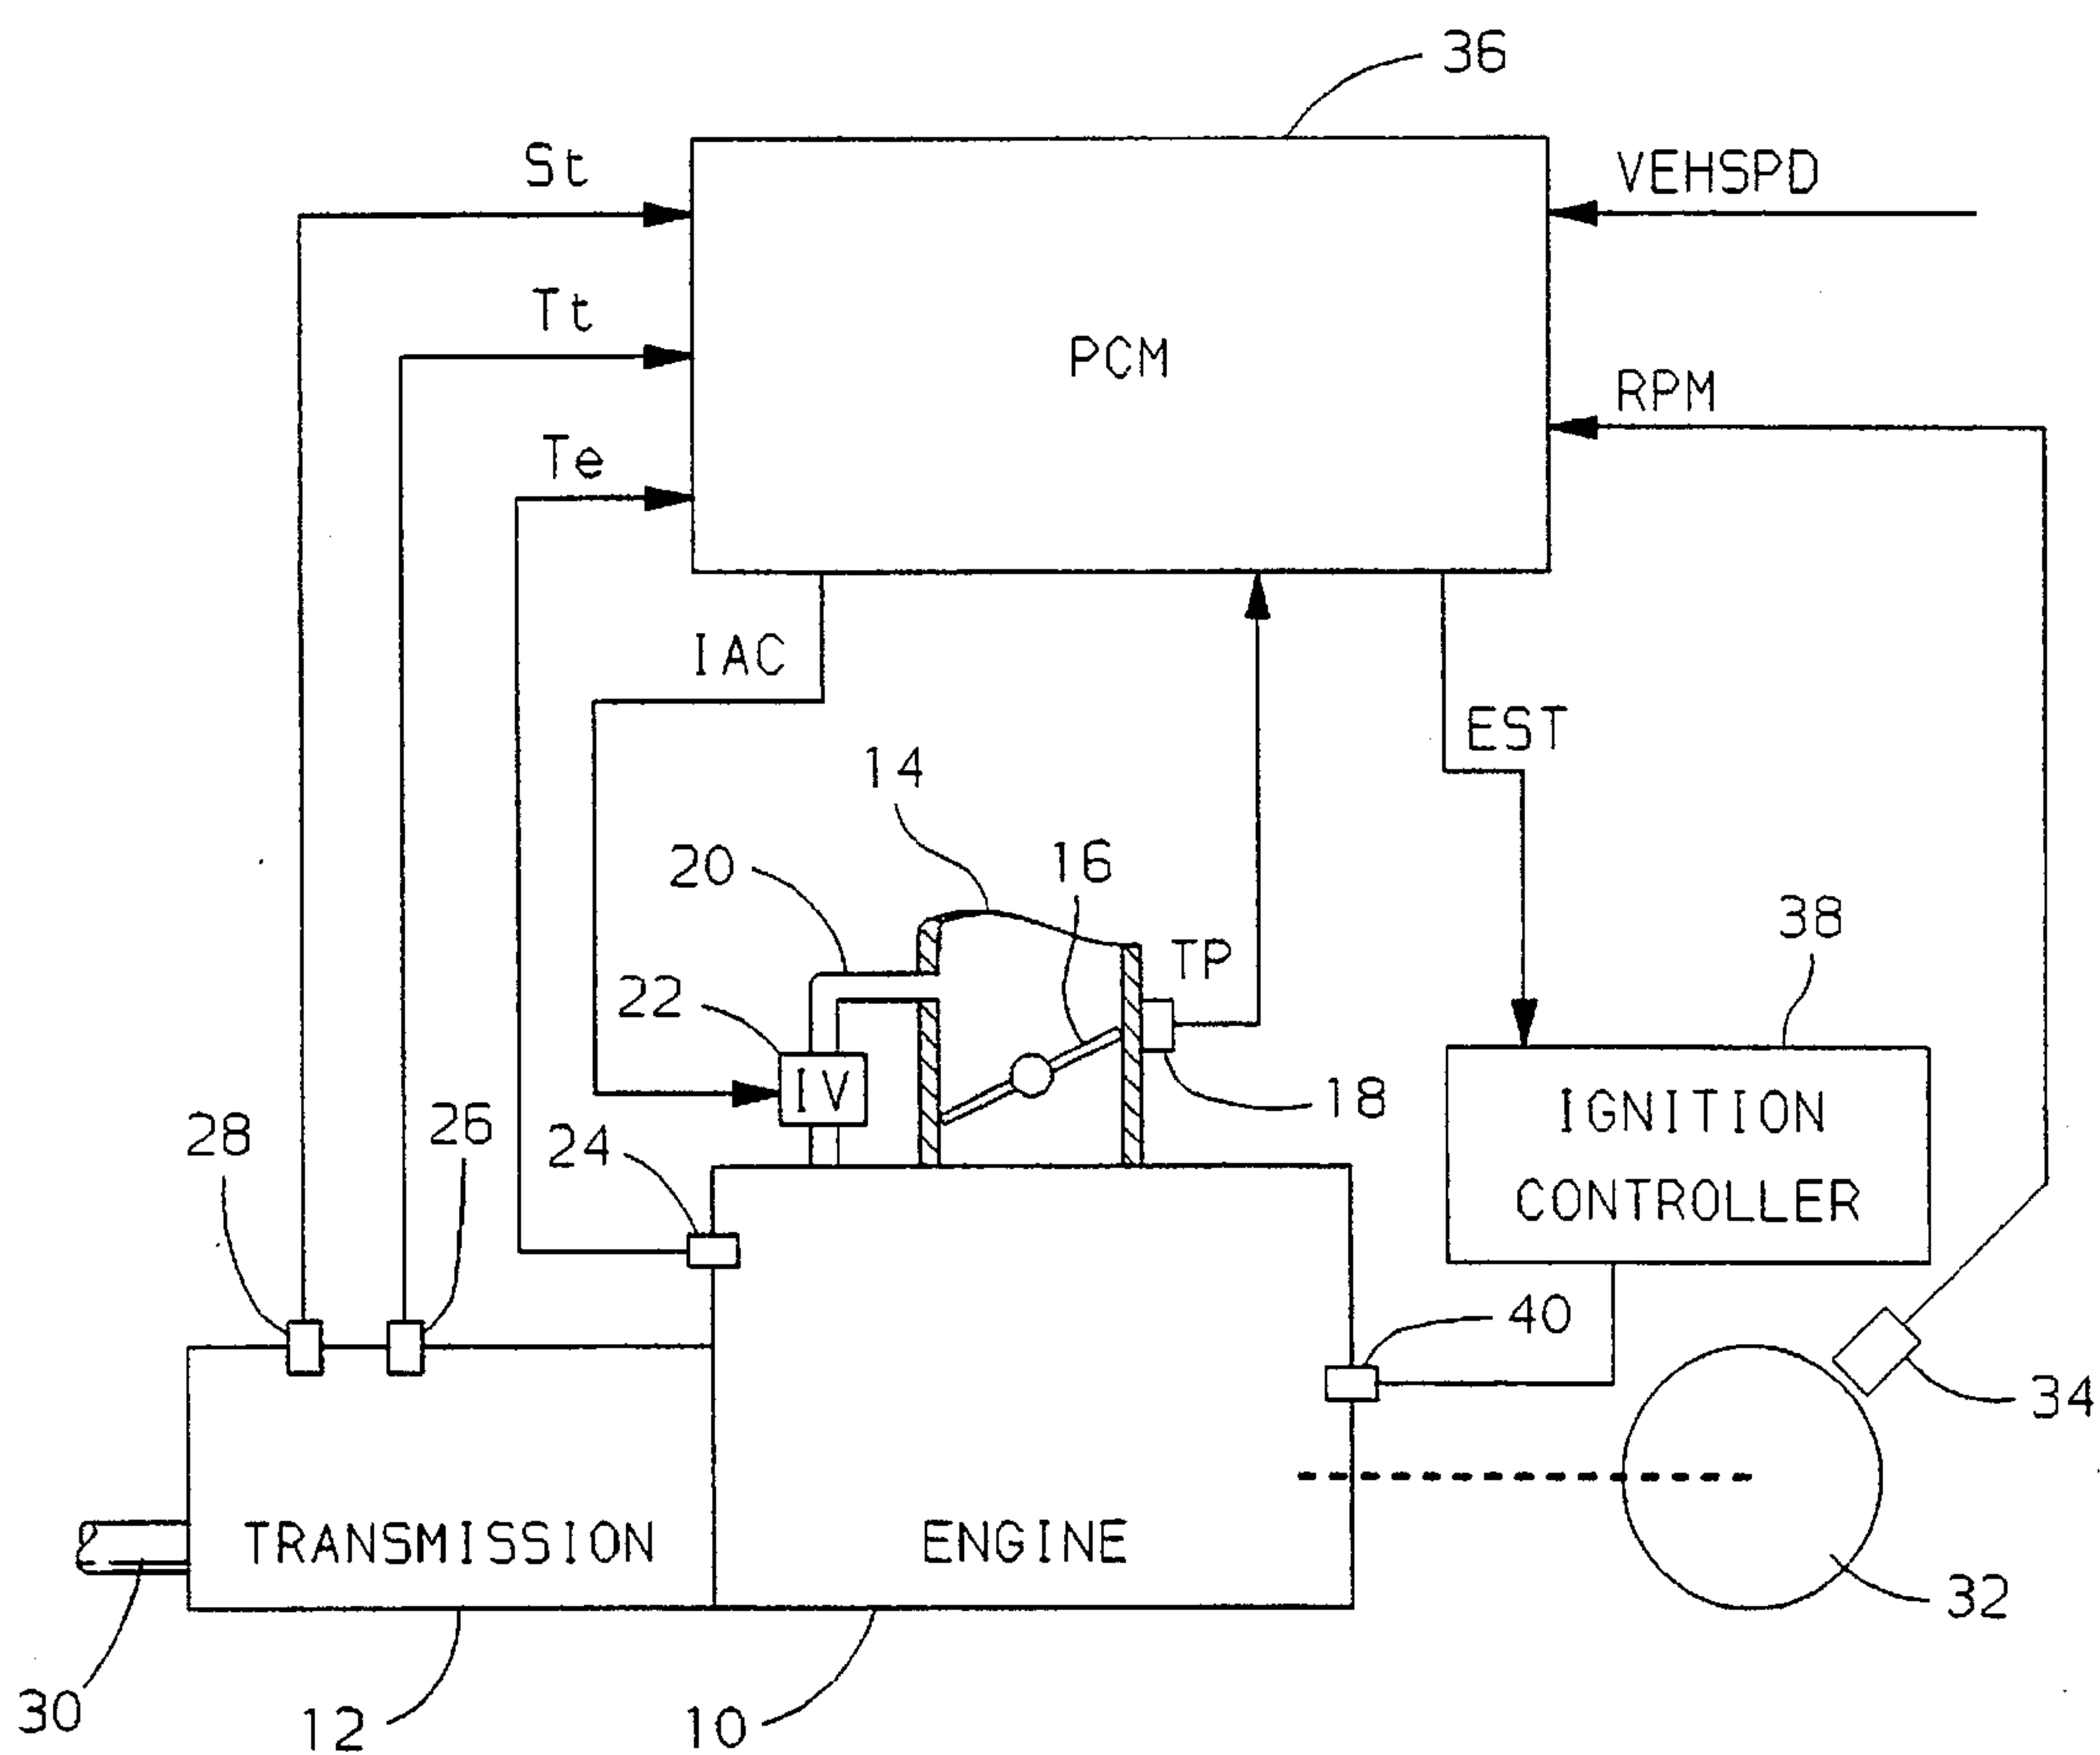 36
St
VEHSPD
Tt
PCM
RPM
Te
IAC
EST
14
20
16
38
TP
22
IV
18
IGNITION
CONTROLLER
28
26
24
40
34
TRANSMISSION
ENGINE
32
30
12
10